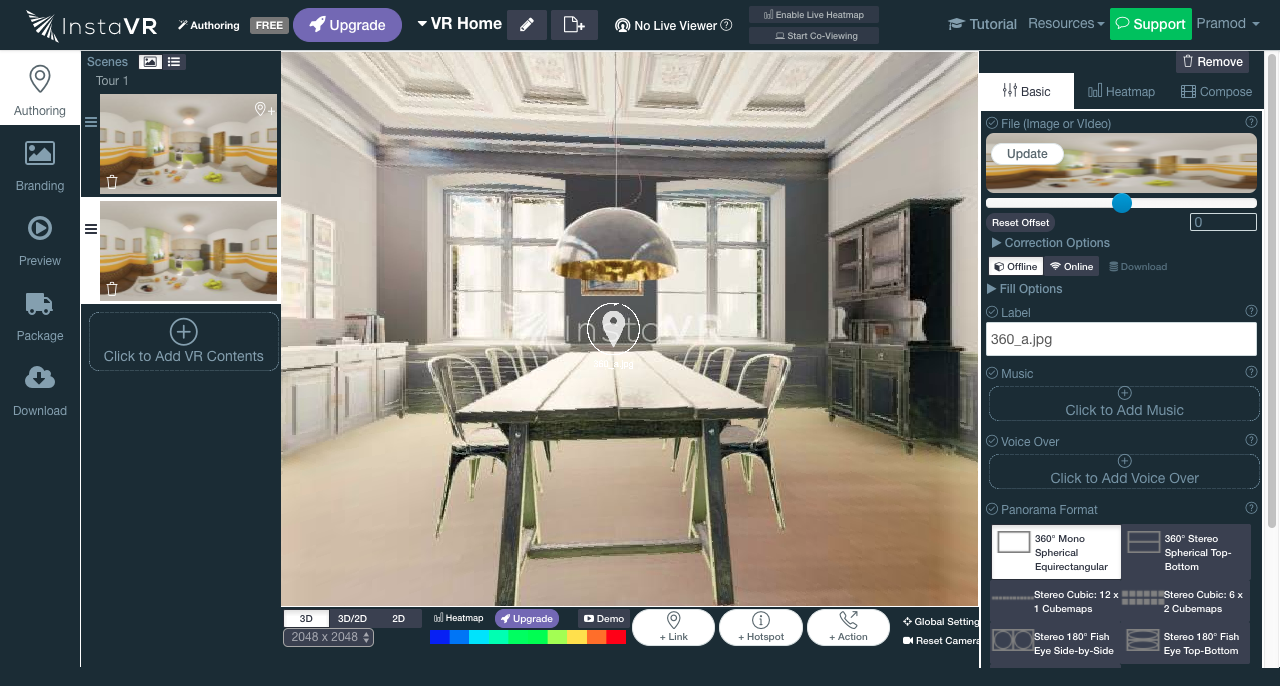 InstaVR
Authoring
FREE
Upgrade
VR Home
No Live Viewer
Enable Live Heatmap
Start Co-Viewing
Tutorial
Resources
Support
Pramod
Authoring
Branding
Preview
Package
Download
Scenes
Tour 1
Click to Add VR Contents
InstaVR
360_a.jpg
3D
3D/2D
2D
2048 x 2048
Heatmap
Upgrade
Demo
+ Link
+ Hotspot
+ Action
Global Setting
Reset Camera
Remove
Basic
Heatmap
Compose
File (Image or VIdeo)
Update
Reset Offset
0
Correction Options
Offline
Online
Download
Fill Options
Label
360_a.jpg
Music
Click to Add Music
Voice Over
Click to Add Voice Over
Panorama Format
360° Mono
Spherical
Equirectangular
360° Stereo
Spherical Top-
Bottom
Stereo Cubic: 12 x
1 Cubemaps
Stereo Cubic: 6 x
2 Cubemaps
Stereo 180° Fish
Eye Side-by-Side
Stereo 180° Fish
Eye Top-Bottom